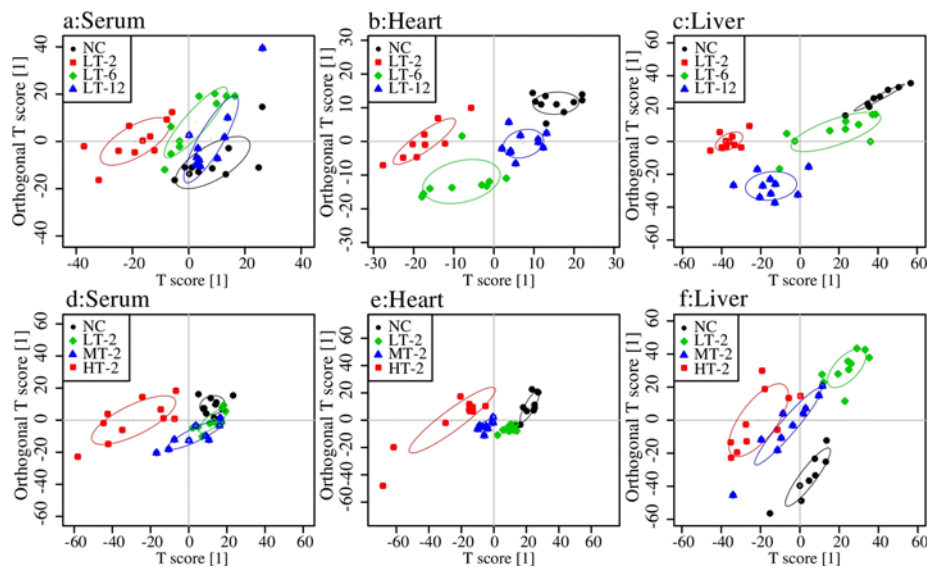 a:Serum
Orthogonal T score [1]
40
20
0
-20
-40
NC
LT-2
LT-6
LT-12
-40 -20 0 20 40
T score [1]
b:Heart
Orthogonal T score [1]
30
10
0
-10
-30
NC
LT-2
LT-6
LT-12
-30 -20 -10 0 10 20 30
T score [1]
c:Liver
Orthogonal T score [1]
60
40
20
0
-20
-40
-60
NC
LT-2
LT-6
LT-12
-60 -40 -20 0 20 40 60
T score [1]
d:Serum
Orthogonal T score [1]
60
20
0
-20
-60
NC
LT-2
MT-2
HT-2
-60 -40 -20 0 20 40 60
T score [1]
e:Heart
Orthogonal T score [1]
60
20
0
-20
-60
NC
LT-2
MT-2
HT-2
-60 -40 -20 0 20 40 60
T score [1]
f:Liver
Orthogonal T score [1]
60
40
20
0
-20
-40
-60
NC
LT-2
MT-2
HT-2
-60 -40 -20 0 20 40 60
T score [1]